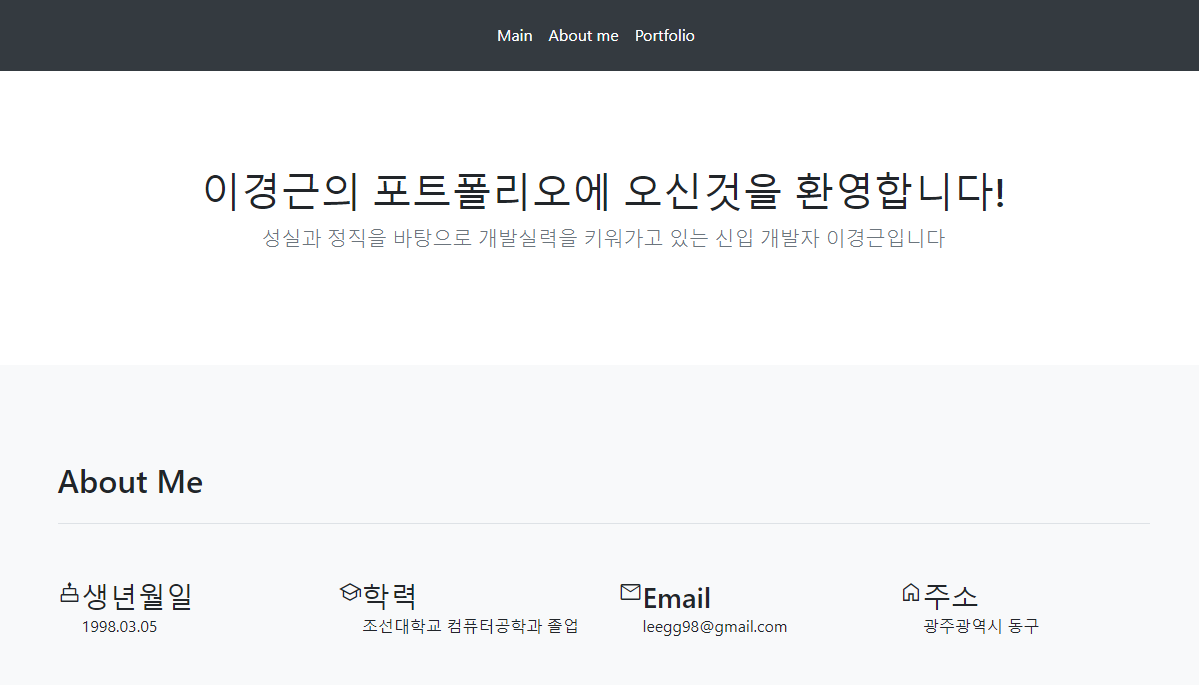 Main About me Portfolio
이경근의 포트폴리오에 오신것을 환영합니다!
성실과 정직을 바탕으로 개발실력을 키워가고 있는 신입 개발자 이경근입니다
About Me
생년월일 학력 Email 주소
1998.03.05 조선대학교 컴퓨터공학과 졸업 leegg98@gmail.com 광주광역시 동구